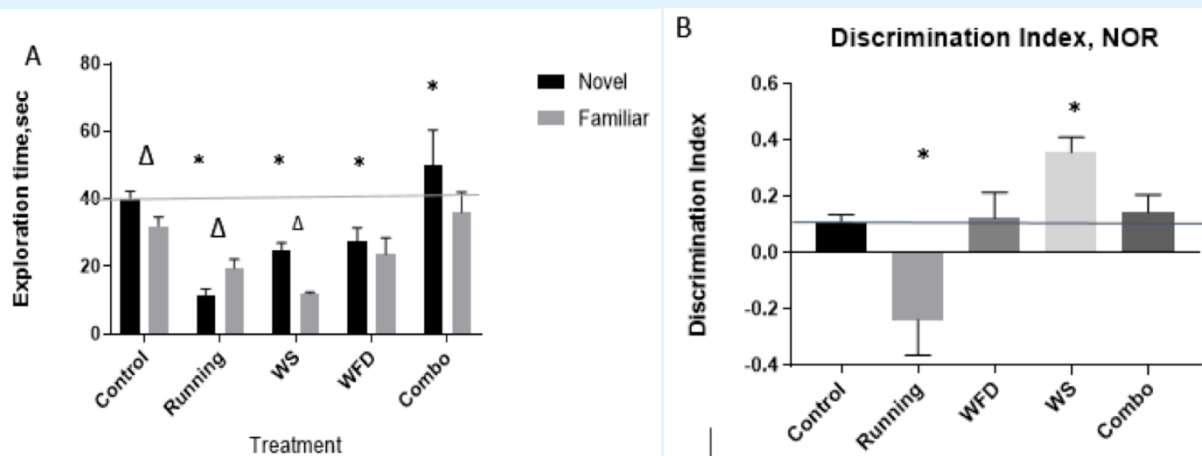 A
80
60
40
20
0
Exploration time,sec
Novel
Familiar
*
Δ
*
*
*
Δ
Δ
Control
Running
WS
WFD
Combo
Treatment
B
Discrimination Index, NOR
0.6
0.4
0.2
0.0
-0.2
-0.4
Discrimination Index
*
*
Control
Running
WFD
WS
Combo